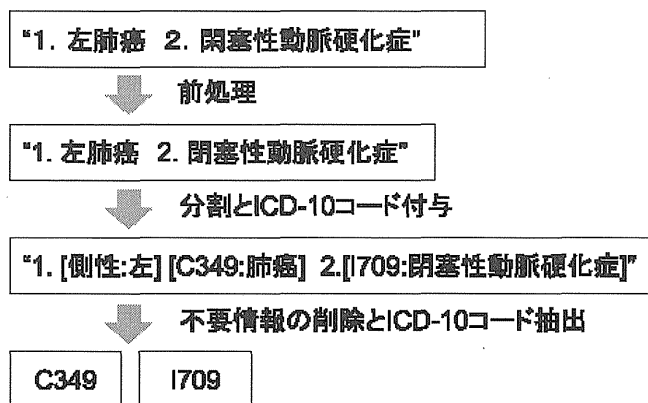 "1. 左肺癌 2. 閉塞性動脈硬化症"
前処理
"1. 左肺癌 2. 閉塞性動脈硬化症"
分割とICD-10コード付与
"1. [側性:左] [C349:肺癌] 2.[I709:閉塞性動脈硬化症]"
不要情報の削除とICD-10コード抽出
C349 I709